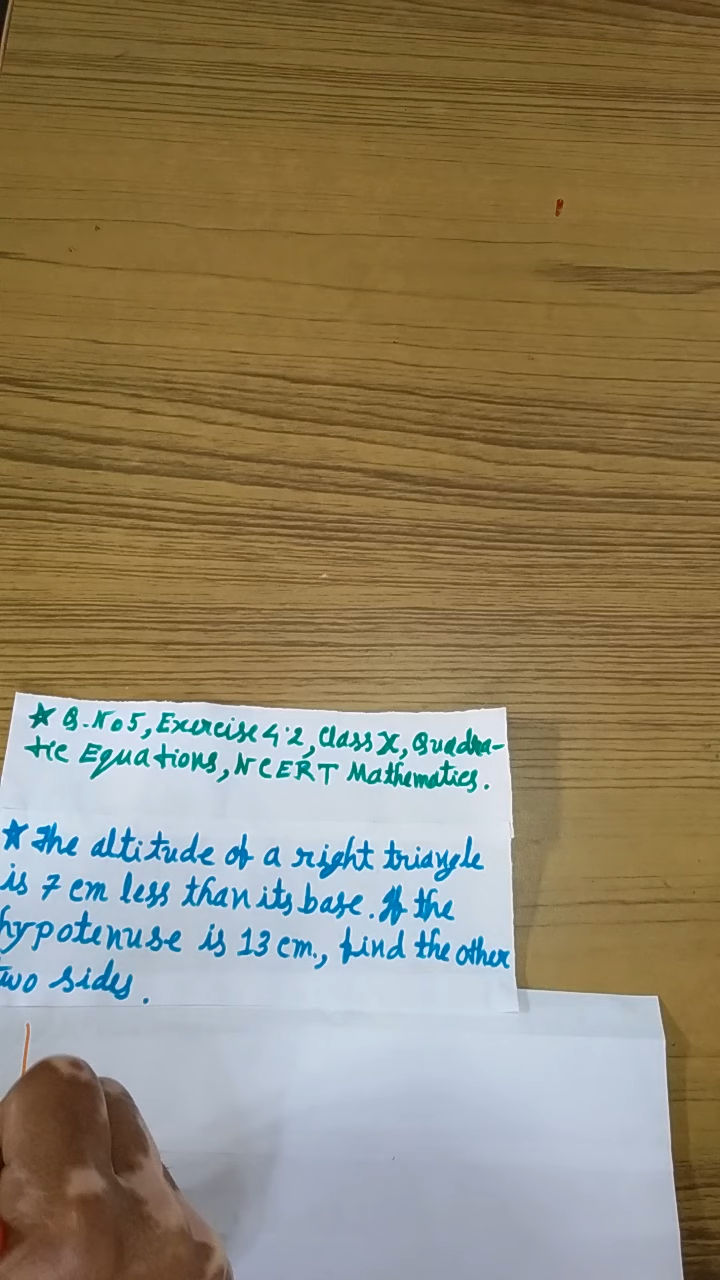 * Q.No5, Exercise 4.2, Class X, Quadra-
tic Equations, NCERT Mathematics.
* The altitude of a right triangle
is 7 cm less than its base. If the
hypotenuse is 13 cm., find the other
two sides.